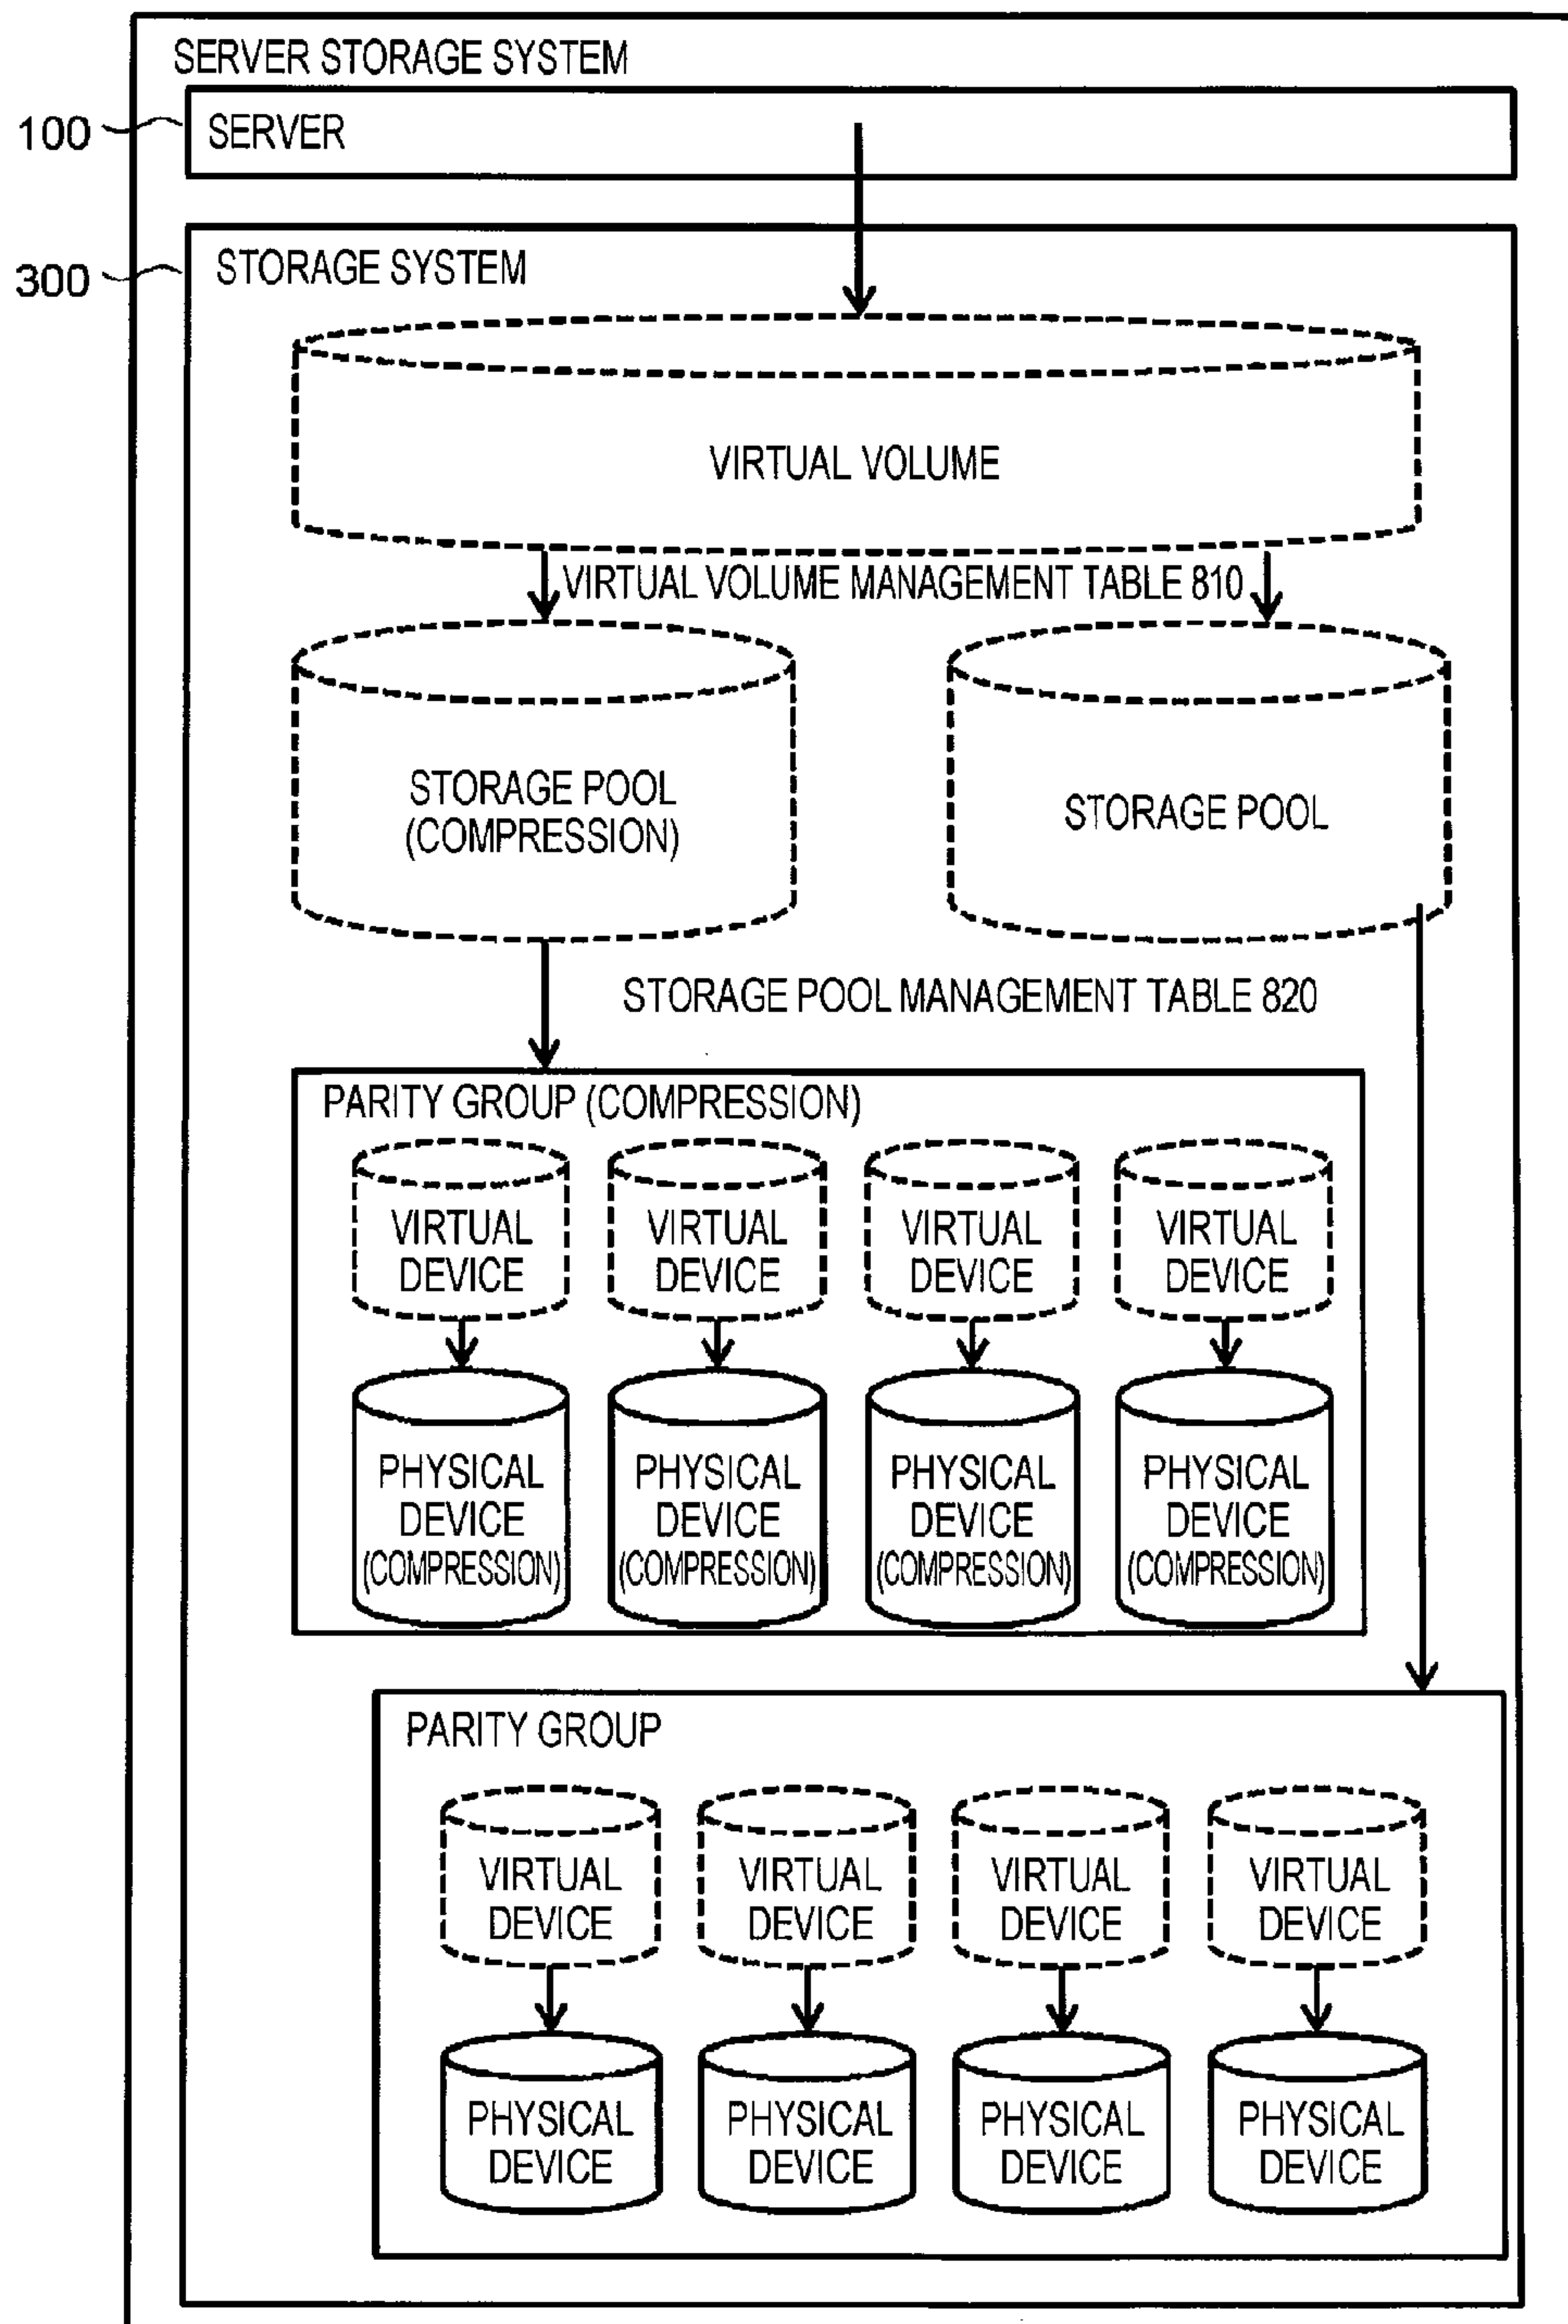 SERVER STORAGE SYSTEM
100
SERVER
300
STORAGE SYSTEM
VIRTUAL VOLUME
VIRTUAL VOLUME MANAGEMENT TABLE 810
STORAGE POOL
(COMPRESSION)
STORAGE POOL
STORAGE POOL MANAGEMENT TABLE 820
PARITY GROUP (COMPRESSION)
VIRTUAL
DEVICE
VIRTUAL
DEVICE
VIRTUAL
DEVICE
VIRTUAL
DEVICE
PHYSICAL
DEVICE
(COMPRESSION)
PHYSICAL
DEVICE
(COMPRESSION)
PHYSICAL
DEVICE
(COMPRESSION)
PHYSICAL
DEVICE
(COMPRESSION)
PARITY GROUP
VIRTUAL
DEVICE
VIRTUAL
DEVICE
VIRTUAL
DEVICE
VIRTUAL
DEVICE
PHYSICAL
DEVICE
PHYSICAL
DEVICE
PHYSICAL
DEVICE
PHYSICAL
DEVICE